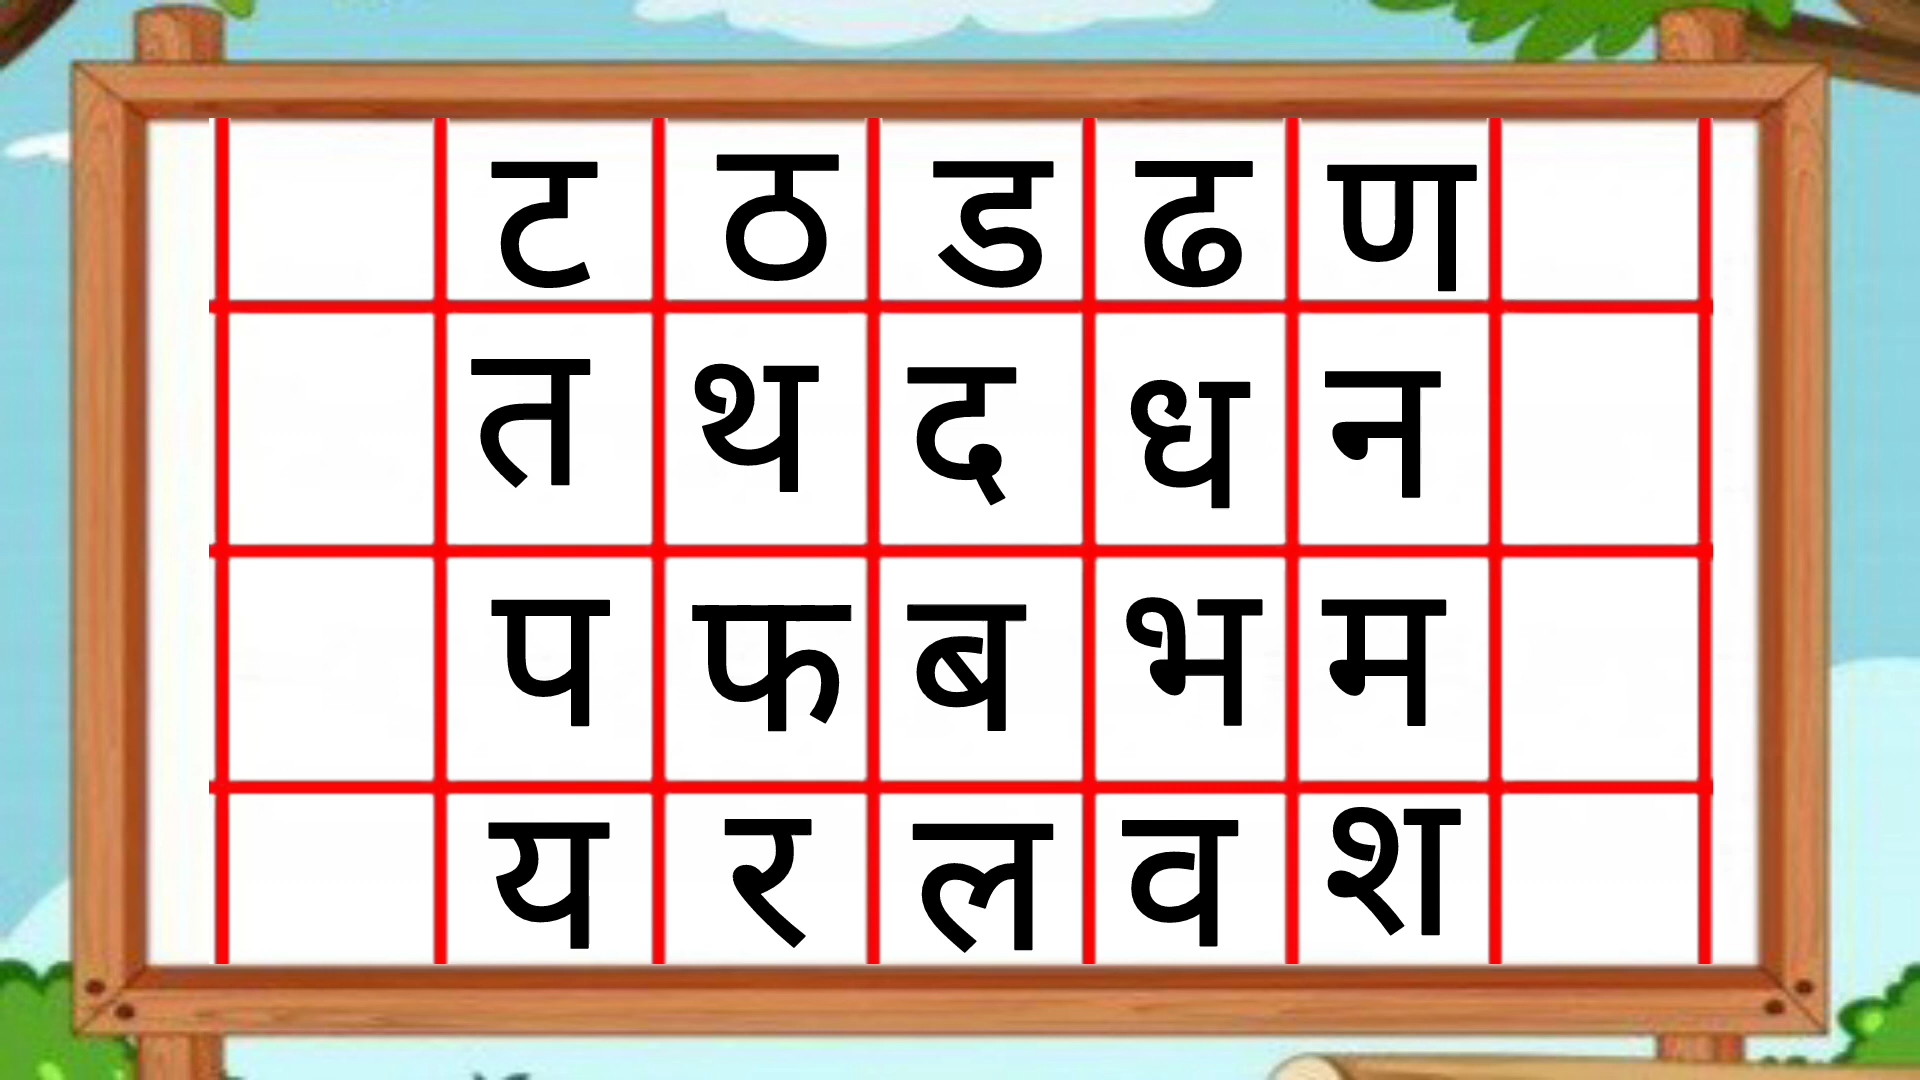 ट ठ ड ढ ण
त थ द ध न
प फ ब भ म
य र ल व श